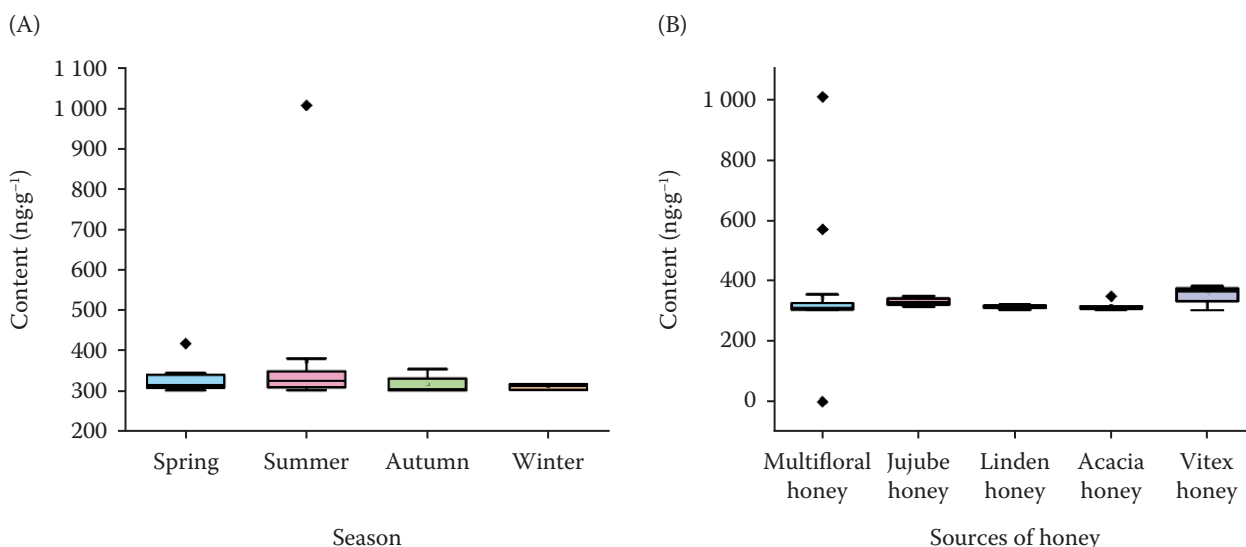 (A)
Content (ng·g⁻¹)
1 100
1 000
900
800
700
600
500
400
300
200
Spring
Summer
Autumn
Winter
Season
(B)
Content (ng·g⁻¹)
1 000
800
600
400
200
0
Multifloral
honey
Jujube
honey
Linden
honey
Acacia
honey
Vitex
honey
Sources of honey